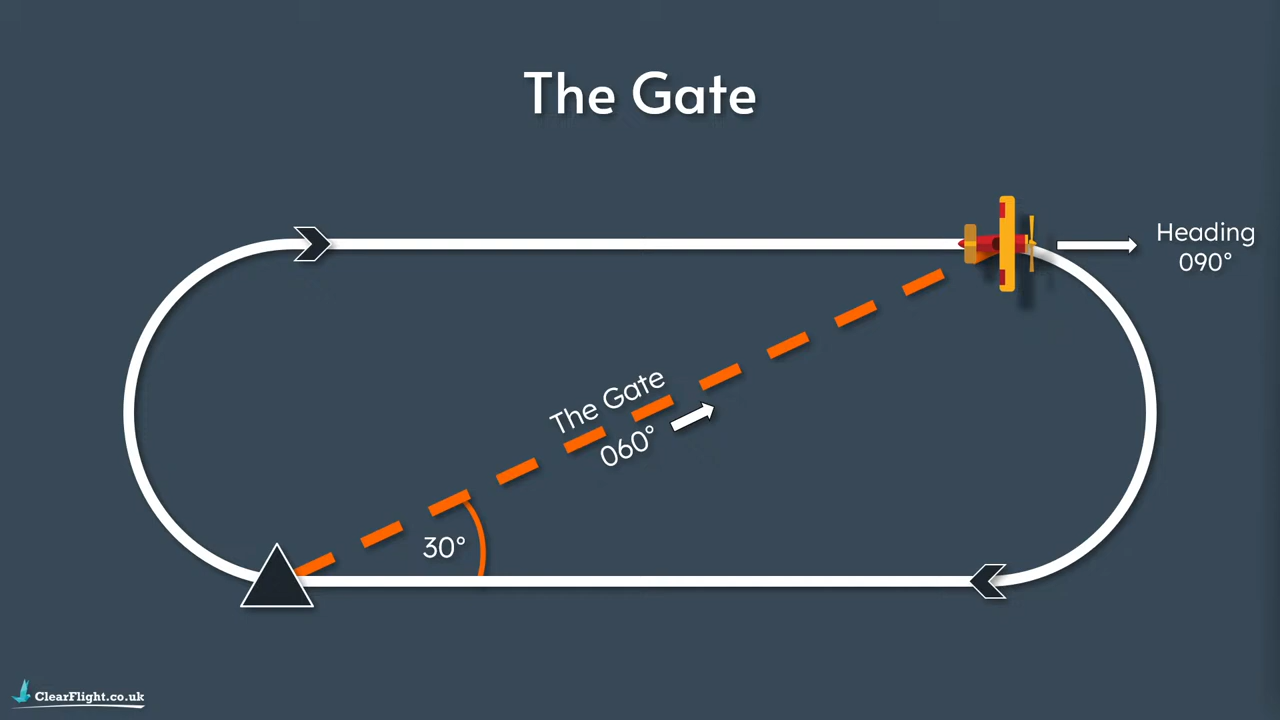 The Gate
Heading
090°
The Gate
060°
30°
ClearFlight.co.uk